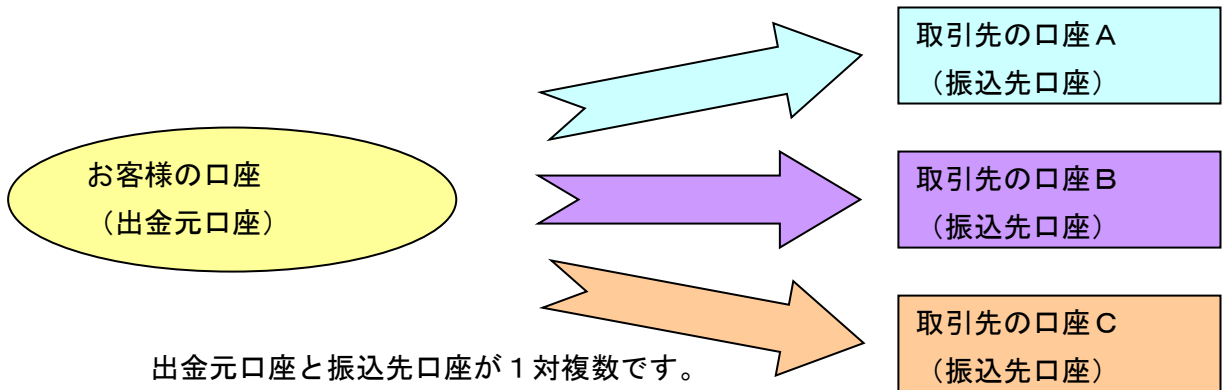 お客様の口座
（出金元口座）
取引先の口座Ａ
（振込先口座）
取引先の口座Ｂ
（振込先口座）
取引先の口座Ｃ
（振込先口座）
出金元口座と振込先口座が１対複数です。